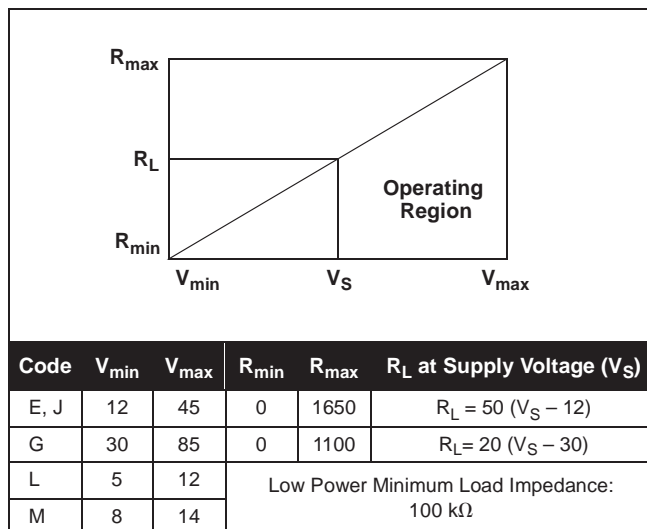 Rmax
RL
Operating
Region
Rmin
Vmin VS Vmax
Code Vmin Vmax Rmin Rmax RL at Supply Voltage (VS)
E, J 12 45 0 1650 RL = 50 (VS – 12)
G 30 85 0 1100 RL= 20 (VS – 30)
L 5 12 Low Power Minimum Load Impedance:
M 8 14 100 kΩ